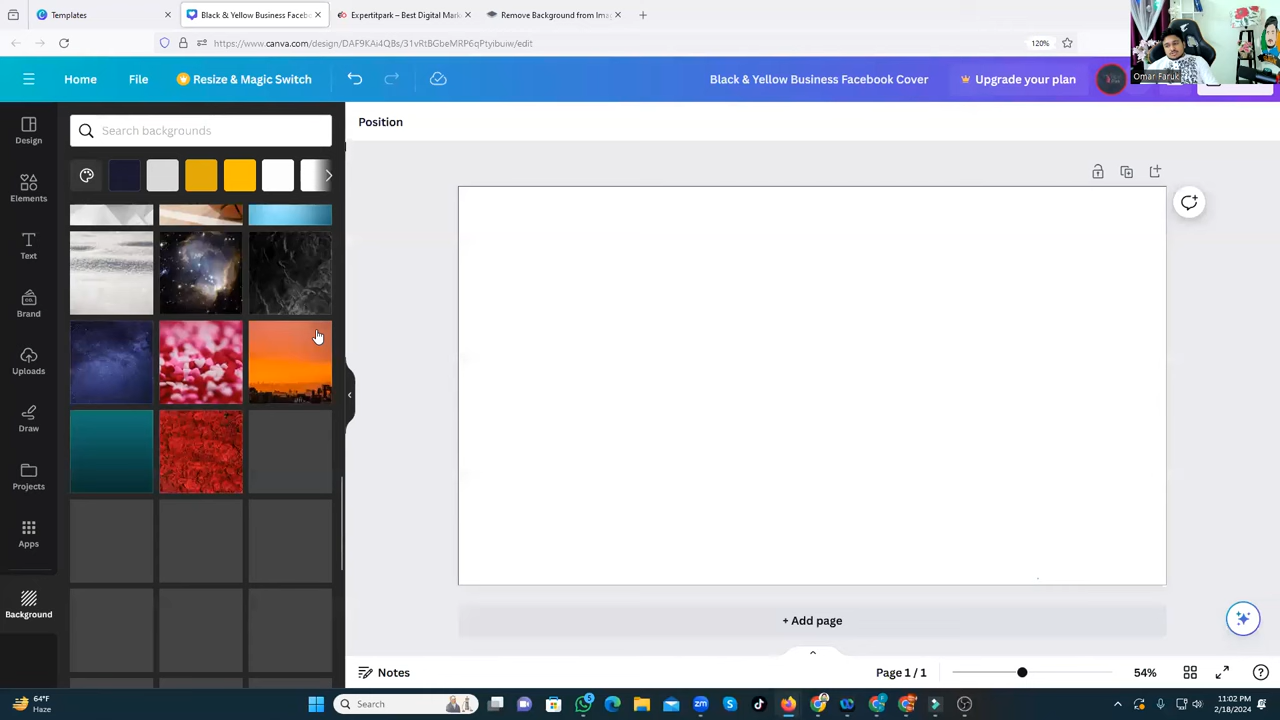 Templates
Black & Yellow Business Facebo
Expertitpark – Best Digital Mark
Remove Background from Ima
https://www.canva.com/design/DAF9KAi4QBs/31vRtBGbeMRP6qPtyibuiw/edit
120%
Omar Faruk
Home
File
Resize & Magic Switch
Black & Yellow Business Facebook Cover
Upgrade your plan
Design
Elements
Text
Brand
Uploads
Draw
Projects
Apps
Background
Search backgrounds
Position
+ Add page
Notes
Page 1 / 1
54%
64°F
Haze
Search
11:02 PM
2/18/2024